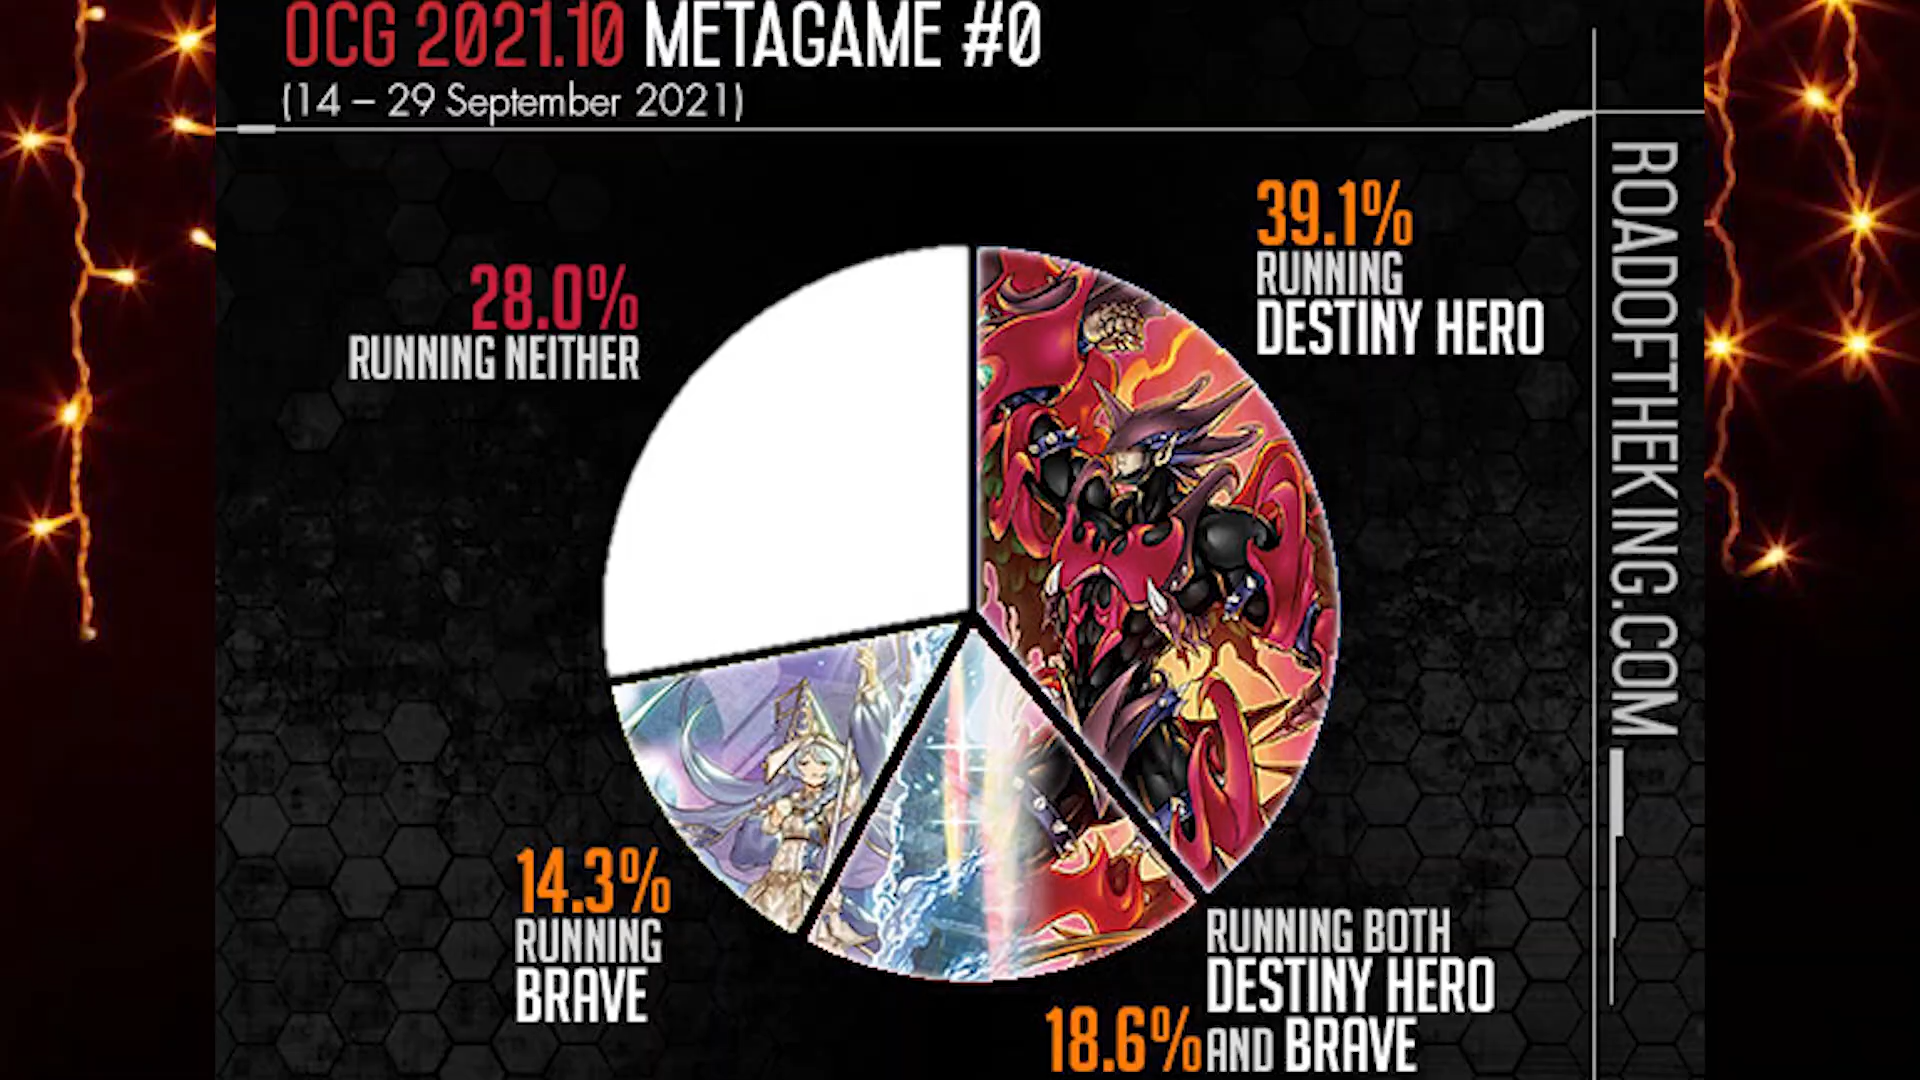 OCG 2021.10 METAGAME #0
(14 – 29 September 2021)
39.1%
RUNNING
DESTINY HERO
28.0%
RUNNING NEITHER
14.3%
RUNNING
BRAVE
RUNNING BOTH
DESTINY HERO
18.6% AND BRAVE
ROADOFTHEKING.COM